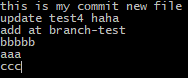 this is my commit new file
update test4 haha
add at branch-test
bbbbb
aaa
ccc